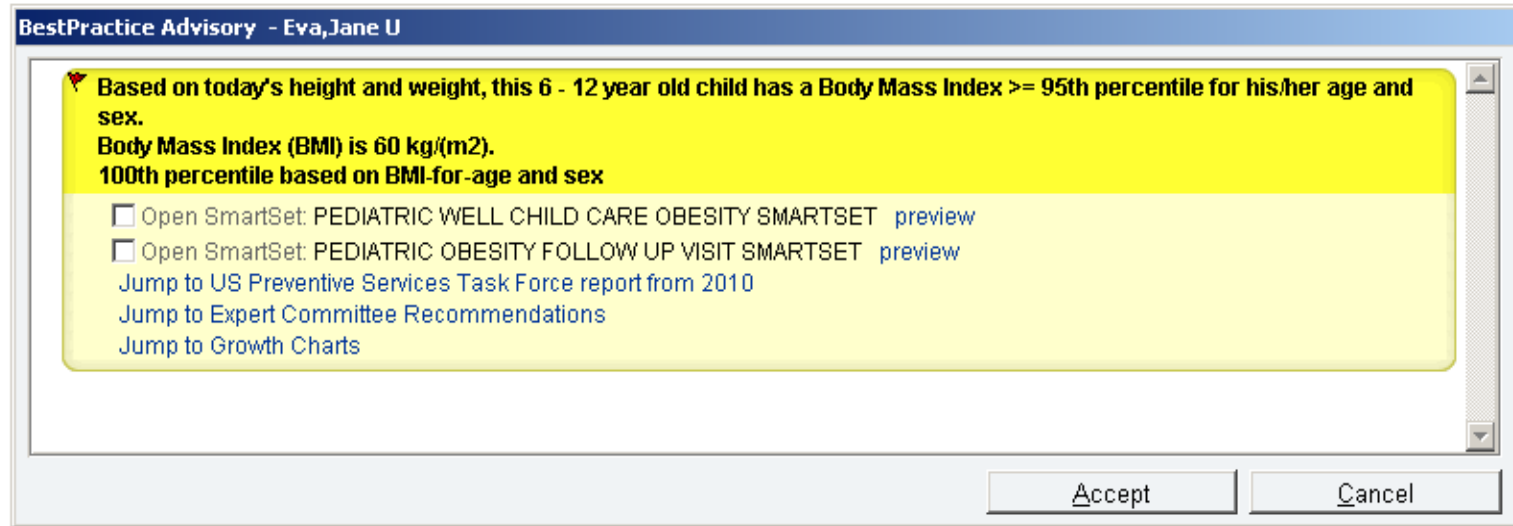 BestPractice Advisory - Eva,Jane U
Based on today's height and weight, this 6 - 12 year old child has a Body Mass Index >= 95th percentile for his/her age and
sex.
Body Mass Index (BMI) is 60 kg/(m2).
100th percentile based on BMI-for-age and sex
Open SmartSet: PEDIATRIC WELL CHILD CARE OBESITY SMARTSET preview
Open SmartSet: PEDIATRIC OBESITY FOLLOW UP VISIT SMARTSET preview
Jump to US Preventive Services Task Force report from 2010
Jump to Expert Committee Recommendations
Jump to Growth Charts
Accept Cancel